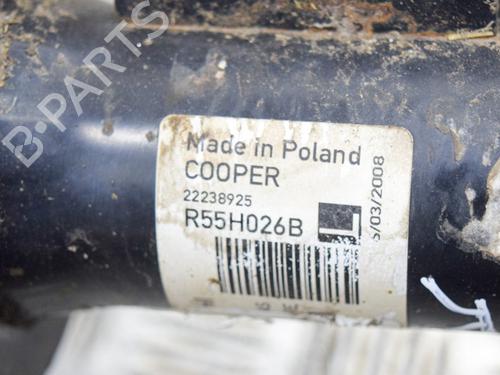 B-PARTS
Made in Poland
COOPER
22238925
R55H026B
L
/03/2008